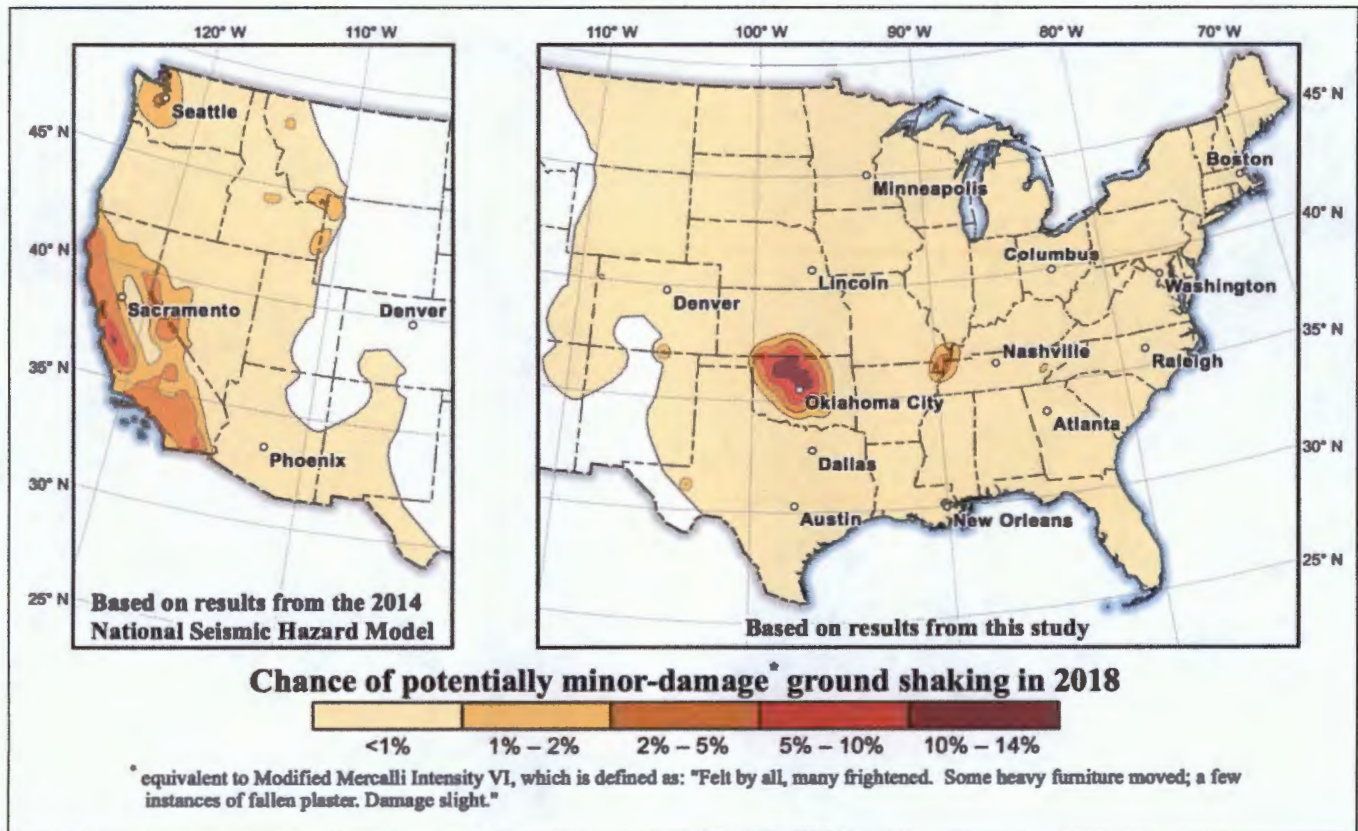 120° W 110° W
45° N
40° N
35° N
30° N
25° N
Seattle
Sacramento
Denver
Phoenix
Based on results from the 2014
National Seismic Hazard Model
110° W 100° W 90° W 80° W 70° W
45° N
40° N
35° N
30° N
25° N
Boston
Minneapolis
Columbus
Lincoln
Washington
Denver
Nashville
Raleigh
Oklahoma City
Atlanta
Dallas
Austin
New Orleans
Based on results from this study
Chance of potentially minor-damage* ground shaking in 2018
<1% 1% – 2% 2% – 5% 5% – 10% 10% – 14%
* equivalent to Modified Mercalli Intensity VI, which is defined as: "Felt by all, many frightened. Some heavy furniture moved; a few
instances of fallen plaster. Damage slight."